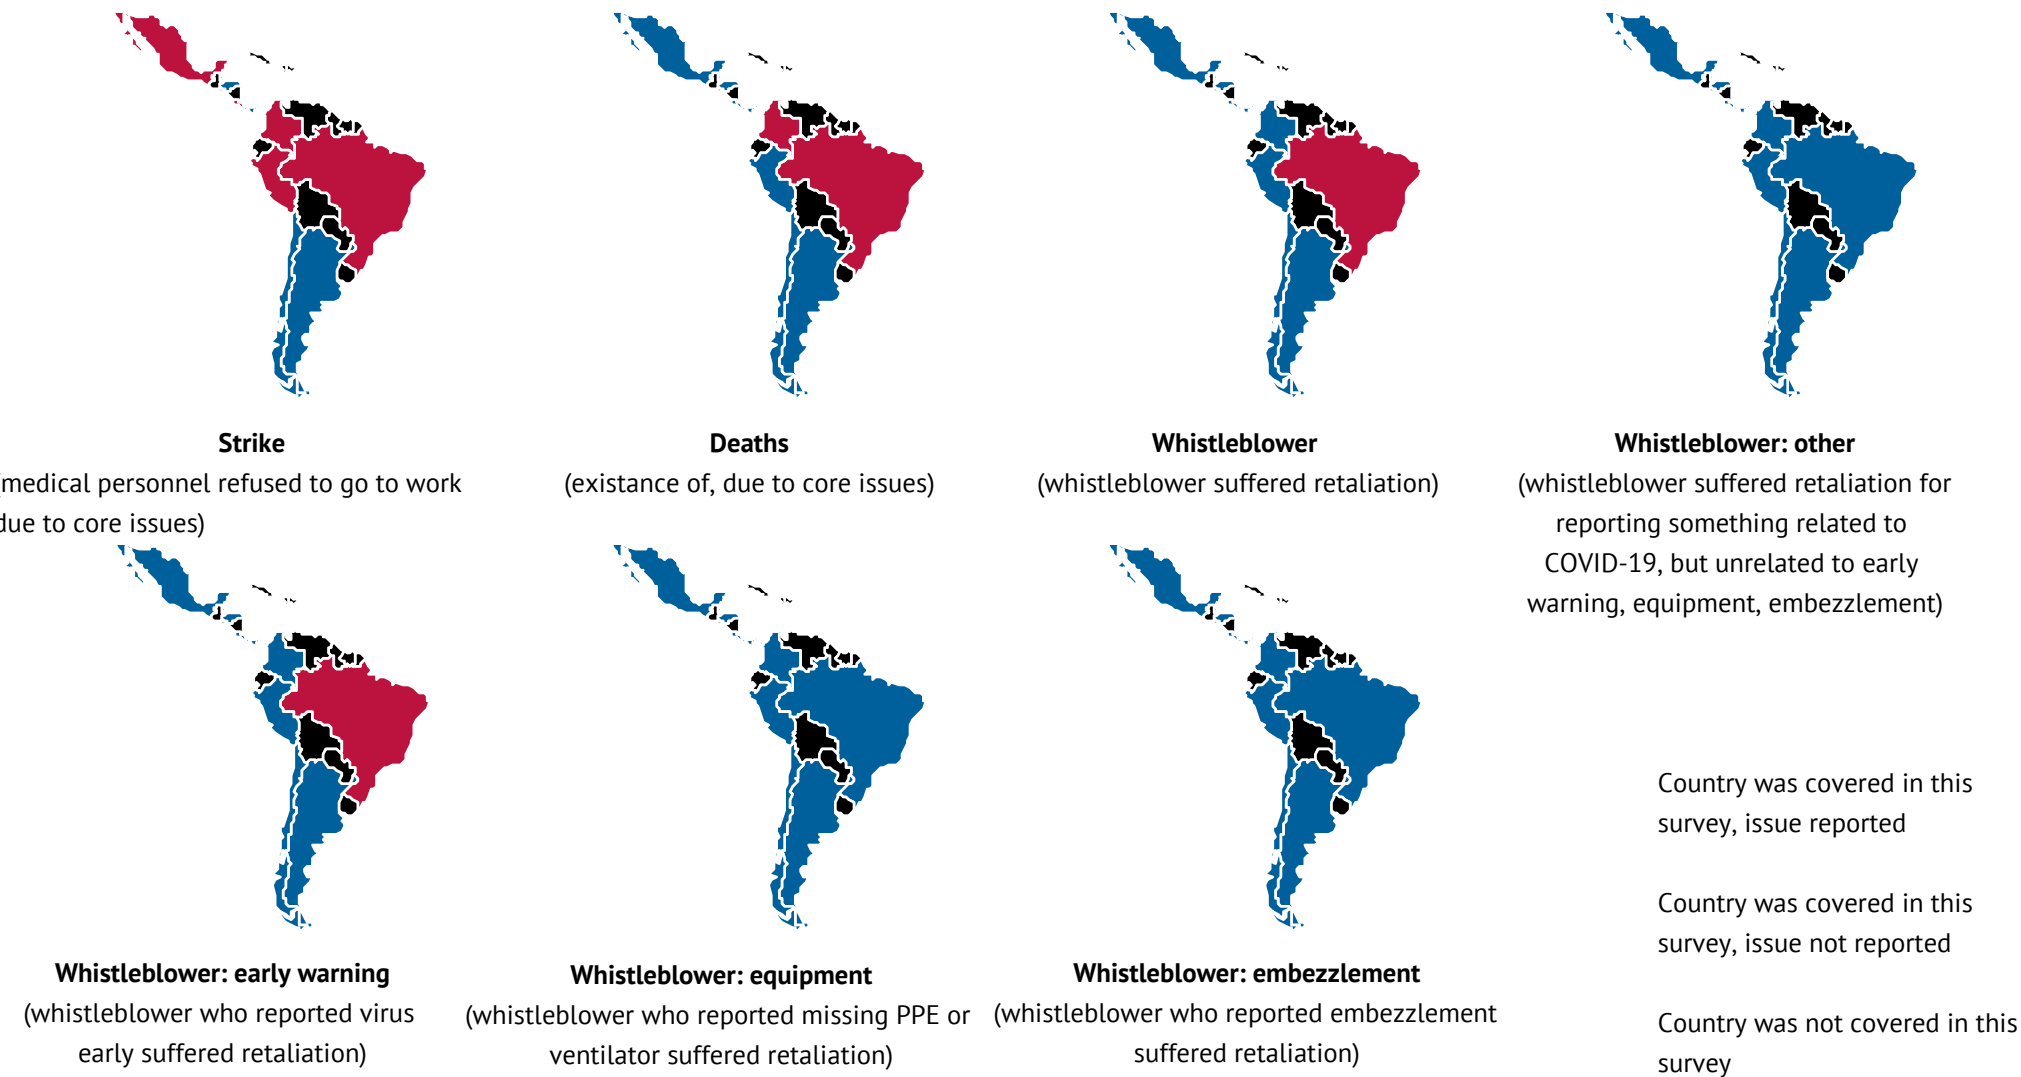 Strike
(medical personnel refused to go to work
due to core issues)
Deaths
(existance of, due to core issues)
Whistleblower
(whistleblower suffered retaliation)
Whistleblower: other
(whistleblower suffered retaliation for
reporting something related to
COVID-19, but unrelated to early
warning, equipment, embezzlement)
Whistleblower: early warning
(whistleblower who reported virus
early suffered retaliation)
Whistleblower: equipment
(whistleblower who reported missing PPE or
ventilator suffered retaliation)
Whistleblower: embezzlement
(whistleblower who reported embezzlement
suffered retaliation)
Country was covered in this
survey, issue reported
Country was covered in this
survey, issue not reported
Country was not covered in this
survey